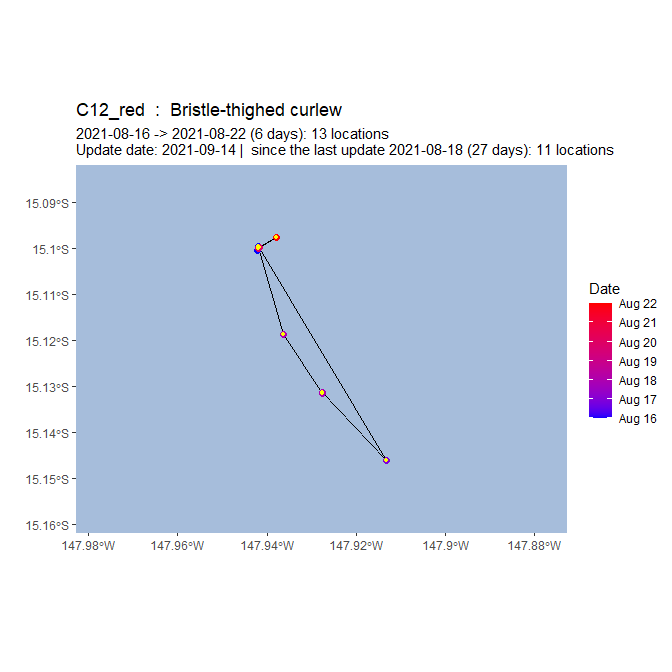 C12_red  :  Bristle-thighed curlew
2021-08-16 -> 2021-08-22 (6 days): 13 locations
Update date: 2021-09-14 |  since the last update 2021-08-18 (27 days): 11 locations
15.09°S
15.1°S
15.11°S
15.12°S
15.13°S
15.14°S
15.15°S
15.16°S
147.98°W
147.96°W
147.94°W
147.92°W
147.9°W
147.88°W
Date
Aug 22
Aug 21
Aug 20
Aug 19
Aug 18
Aug 17
Aug 16